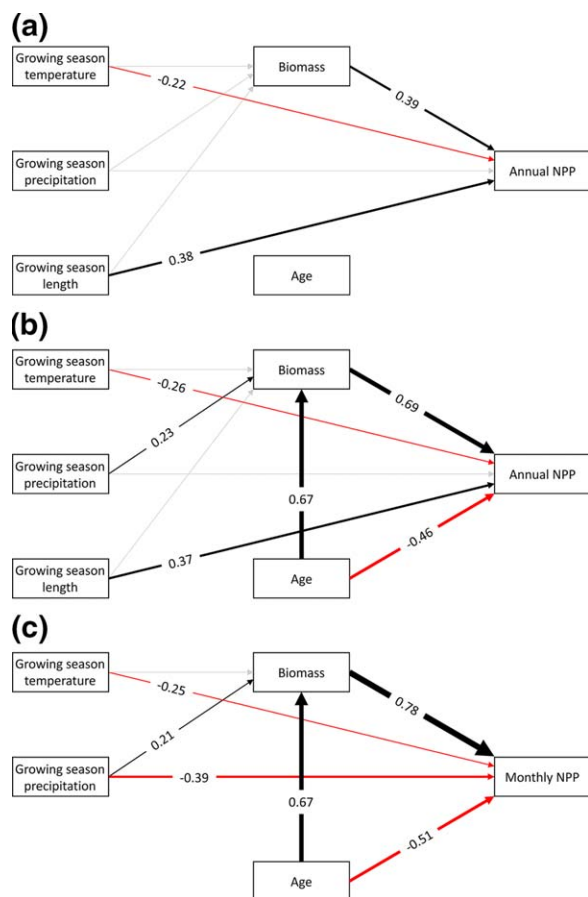 (a)
Growing season
temperature
Biomass
-0.22
0.39
Growing season
precipitation
Annual NPP
0.38
Growing season
length
Age
(b)
Growing season
temperature
Biomass
-0.26
0.69
0.23
Growing season
precipitation
Annual NPP
0.67
0.37
-0.46
Growing season
length
Age
(c)
Growing season
temperature
Biomass
-0.25
0.78
0.21
Growing season
precipitation
-0.39
Monthly NPP
0.67
-0.51
Age